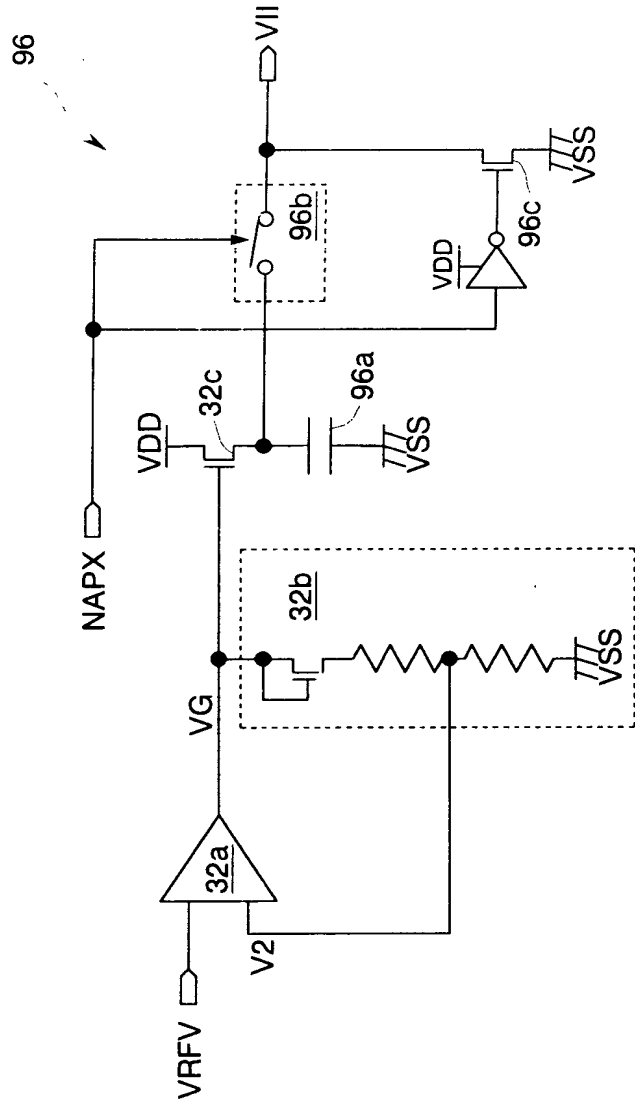 96
NAPX
VII
VDD
32c
96b
96a
VSS
VDD
96c
VSS
VRFV
32a
VG
V2
32b
VSS